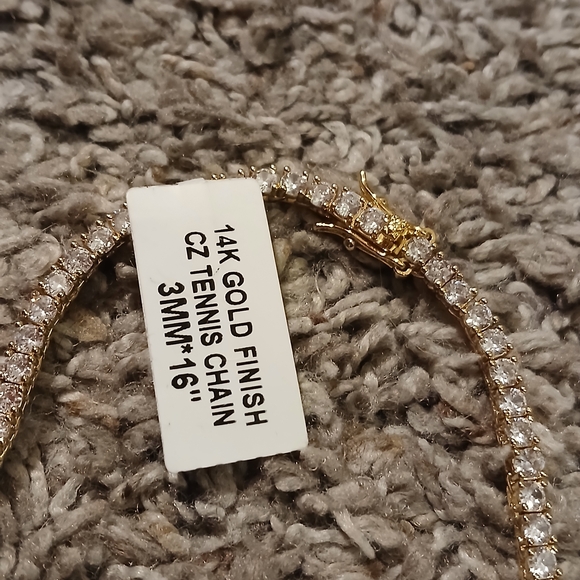 14K GOLD FINISH
CZ TENNIS CHAIN
3MM*16"